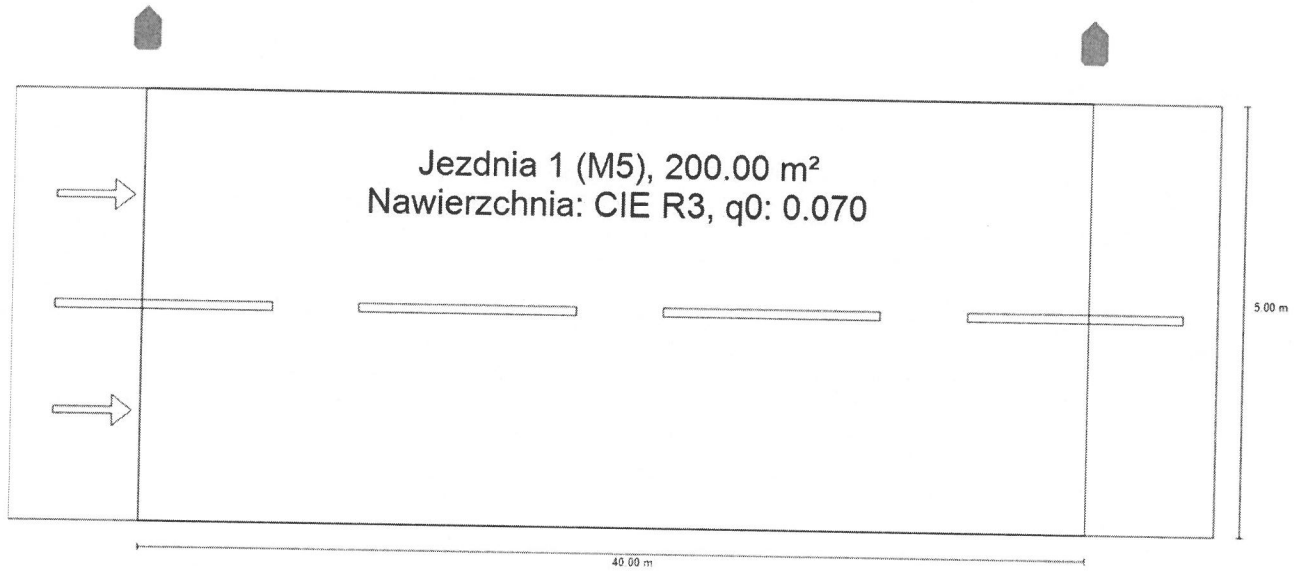 Jezdnia 1 (M5), 200.00 m²
Nawierzchnia: CIE R3, q0: 0.070
5.00 m
40.00 m